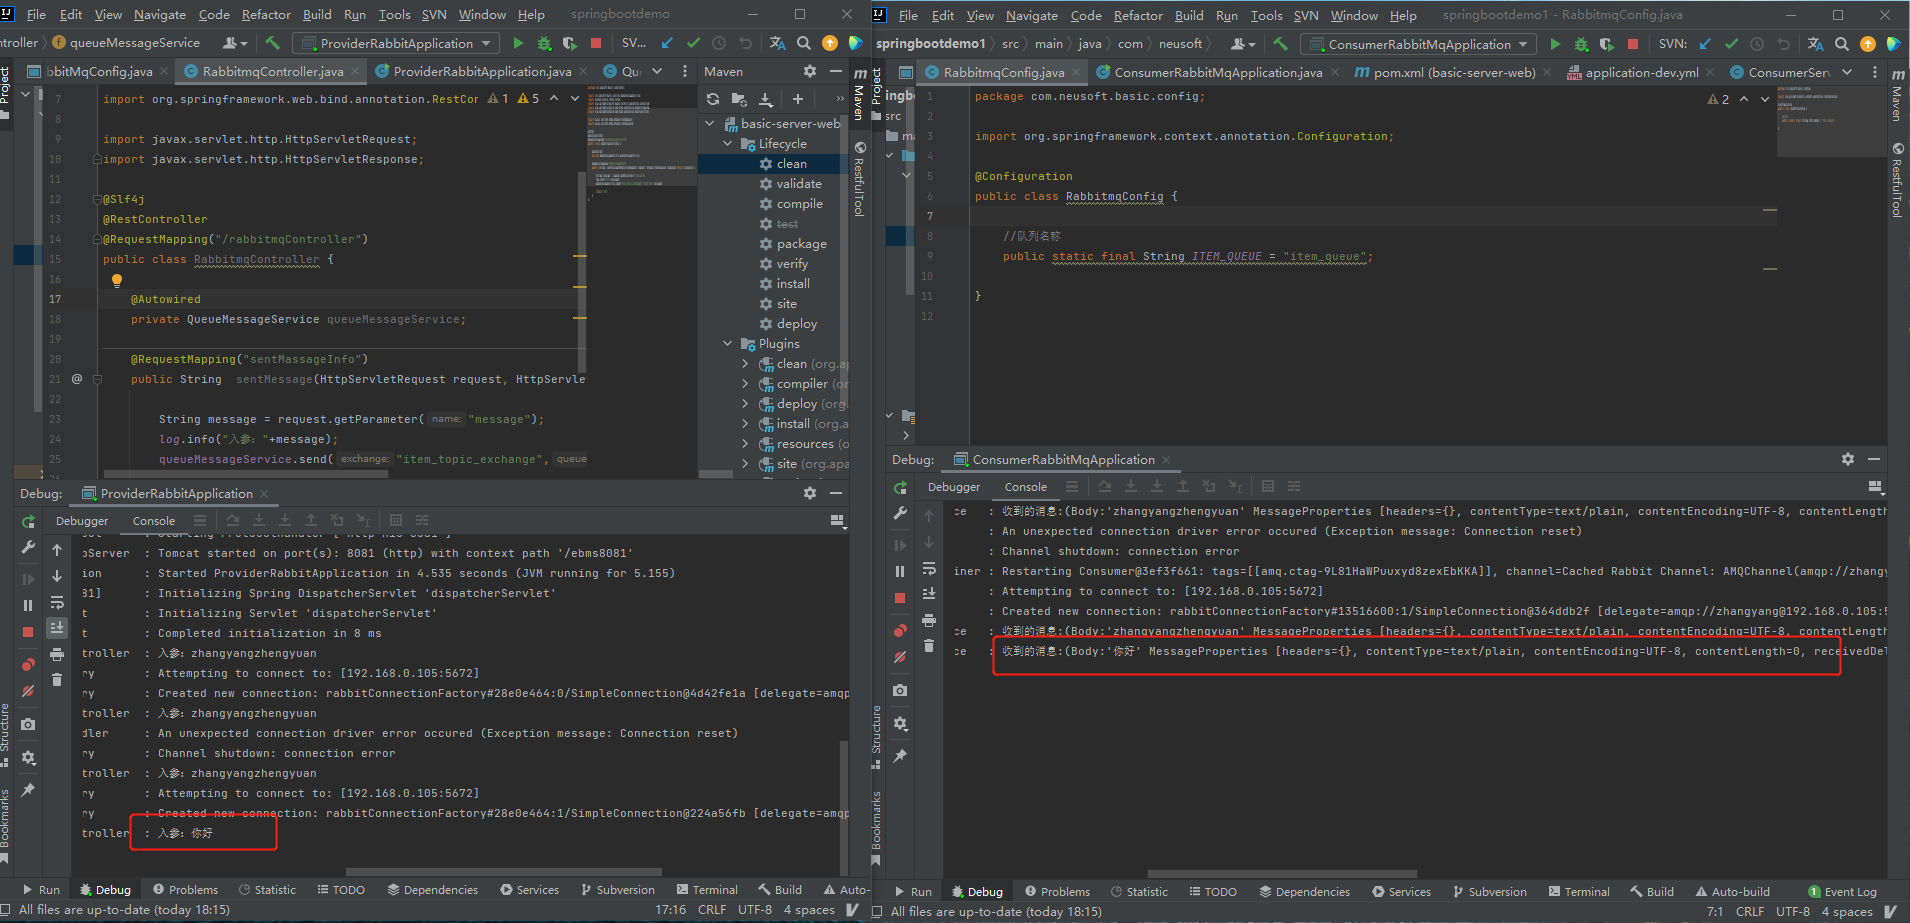 File Edit View Navigate Code Refactor Build Run Tools SVN Window Help springbootdemo
ntroller queueMessageService ProviderRabbitApplication SV...
bbitMqConfig.java RabbitmqController.java ProviderRabbitApplication.java Qu
Project
7 import org.springframework.web.bind.annotation.RestCor 1 5
8
9 import javax.servlet.http.HttpServletRequest;
10 import javax.servlet.http.HttpServletResponse;
11
12 @Slf4j
13 @RestController
14 @RequestMapping("/rabbitmqController")
15 public class RabbitmqController {
16
17 @Autowired
18 private QueueMessageService queueMessageService;
19
20 @RequestMapping("sentMassageInfo")
21 public String sentMessage(HttpServletRequest request, HttpServlet
22
23 String message = request.getParameter( name: "message");
24 log.info("入参："+message);
25 queueMessageService.send( exchange: "item_topic_exchange", queue
Maven
basic-server-web
Lifecycle
clean
validate
compile
test
package
verify
install
site
deploy
Plugins
clean (org.a
compiler (or
deploy (org.
install (org.a
resources (o
site (org.apa
Maven
RestfulTool
Debug: ProviderRabbitApplication
Debugger Console
oServer : Tomcat started on port(s): 8081 (http) with context path '/ebms8081'
ion : Started ProviderRabbitApplication in 4.535 seconds (JVM running for 5.155)
81] : Initializing Spring DispatcherServlet 'dispatcherServlet'
t : Initializing Servlet 'dispatcherServlet'
t : Completed initialization in 8 ms
troller : 入参：zhangyangzhengyuan
ry : Attempting to connect to: [192.168.0.105:5672]
ry : Created new connection: rabbitConnectionFactory#28e0e464:0/SimpleConnection@4d42fe1a [delegate=amqp
troller : 入参：zhangyangzhengyuan
dler : An unexpected connection driver error occured (Exception message: Connection reset)
ry : Channel shutdown: connection error
troller : 入参：zhangyangzhengyuan
ry : Attempting to connect to: [192.168.0.105:5672]
ry : Created new connection: rabbitConnectionFactory#28e0e464:1/SimpleConnection@224a56fb [delegate=amqp
troller : 入参：你好
Structure
Bookmarks
Run Debug Problems Statistic TODO Dependencies Services Subversion Terminal Build Auto-
All files are up-to-date (today 18:15) 17:16 CRLF UTF-8 4 spaces
File Edit View Navigate Code Refactor Build Run Tools SVN Window Help springbootdemo1 - RabbitmqConfig.java
springbootdemo1 src main java com neusoft ConsumerRabbitMqApplication SVN:
RabbitmqConfig.java ConsumerRabbitMqApplication.java pom.xml (basic-server-web) application-dev.yml ConsumerSer
Project
ringbo
src
ma
1 package com.neusoft.basic.config; 2
2
3 import org.springframework.context.annotation.Configuration;
4
5 @Configuration
6 public class RabbitmqConfig {
7
8 //队列名称
9 public static final String ITEM_QUEUE = "item_queue";
10
11 }
12
Maven
RestfulTool
Debug: ConsumerRabbitMqApplication
Debugger Console
ce : 收到的消息:(Body:'zhangyangzhengyuan' MessageProperties [headers={}, contentType=text/plain, contentEncoding=UTF-8, contentLength
: An unexpected connection driver error occured (Exception message: Connection reset)
: Channel shutdown: connection error
iner : Restarting Consumer@3ef3f661: tags=[[amq.ctag-9L81HaWPuuxyd8zexEbKKA]], channel=Cached Rabbit Channel: AMQChannel(amqp://zhangy
: Attempting to connect to: [192.168.0.105:5672]
: Created new connection: rabbitConnectionFactory#13516600:1/SimpleConnection@364ddb2f [delegate=amqp://zhangyang@192.168.0.105:5
ce : 收到的消息:(Body:'zhangyangzhengyuan' MessageProperties [headers={}, contentType=text/plain, contentEncoding=UTF-8, contentLength
ce : 收到的消息:(Body:'你好' MessageProperties [headers={}, contentType=text/plain, contentEncoding=UTF-8, contentLength=0, receivedDel
Structure
Bookmarks
Run Debug Problems Statistic TODO Dependencies Services Subversion Terminal Build Auto-build 1 Event Log
All files are up-to-date (today 18:15) 7:1 CRLF UTF-8 4 spaces